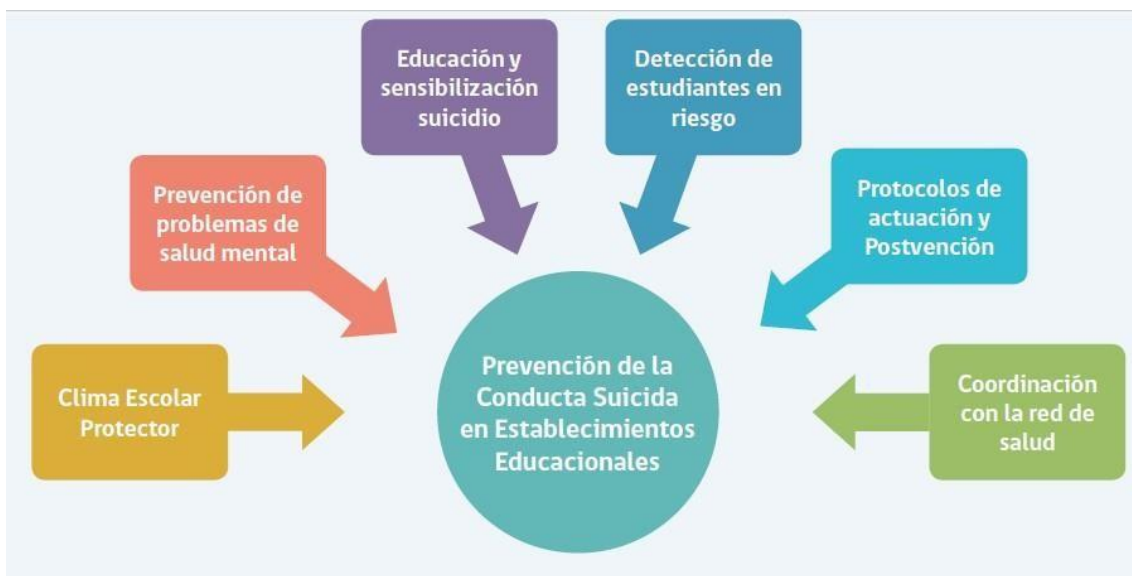 Educación y
sensibilización
suicidio
Detección de
estudiantes en
riesgo
Prevención de
problemas de
salud mental
Protocolos de
actuación y
Postvención
Clima Escolar
Protector
Prevención de la
Conducta Suicida
en Establecimientos
Educacionales
Coordinación
con la red de
salud